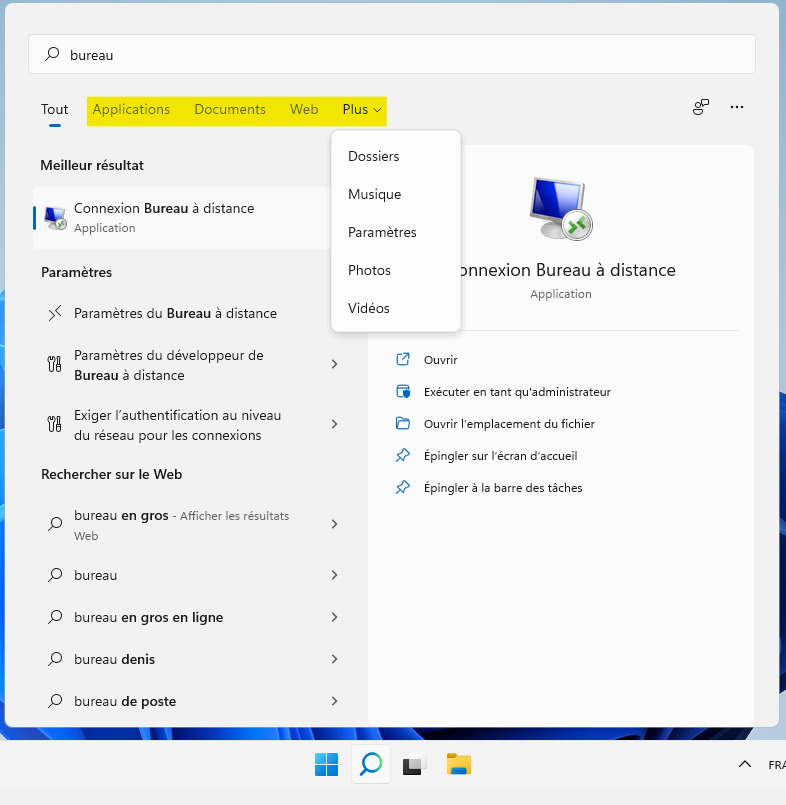 bureau
Tout Applications Documents Web Plus
Dossiers
Musique
Paramètres
Photos
Vidéos
Meilleur résultat
Connexion Bureau à distance
Application
Paramètres
Paramètres du Bureau à distance
Paramètres du développeur de
Bureau à distance
Exiger l’authentification au niveau
du réseau pour les connexions
Rechercher sur le Web
bureau en gros - Afficher les résultats
Web
bureau
bureau en gros en ligne
bureau denis
bureau de poste
onnexion Bureau à distance
Application
Ouvrir
Exécuter en tant qu'administrateur
Ouvrir l'emplacement du fichier
Épingler sur l’écran d’accueil
Épingler à la barre des tâches
FRA